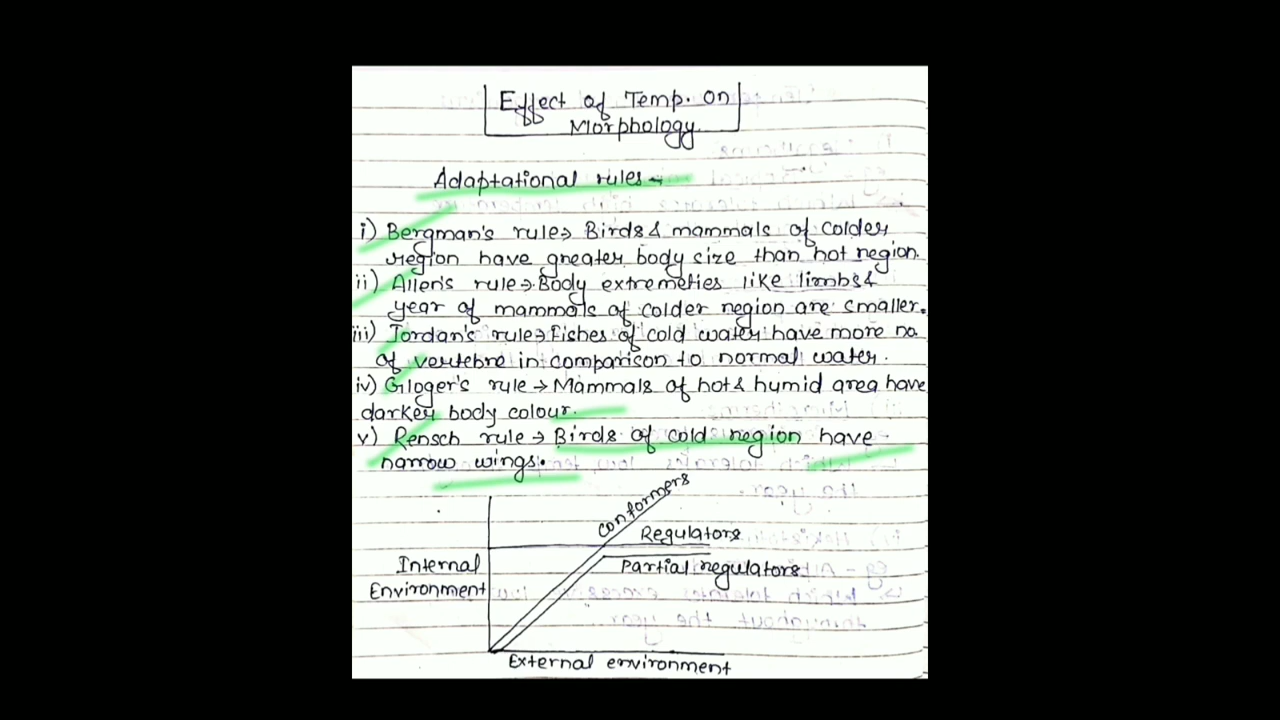 Effect of Temp. on
Morphology
Adaptational rules→
i) Bergman's rule→ Birds & mammals of colder
region have greater body size than hot region.
ii) Allen's rule→Body extremeties like limbs &
year of mammals of colder region are smaller.
iii) Jordan's rule→Fishes of cold water have more no.
of vertebre in comparison to normal water.
iv) Gloger's rule → Mammals of hot & humid area have
darker body colour.
v) Rensch rule → Birds of cold region have
narrow wings.
conformers
Regulators
Internal
Environment
Partial regulators
External environment